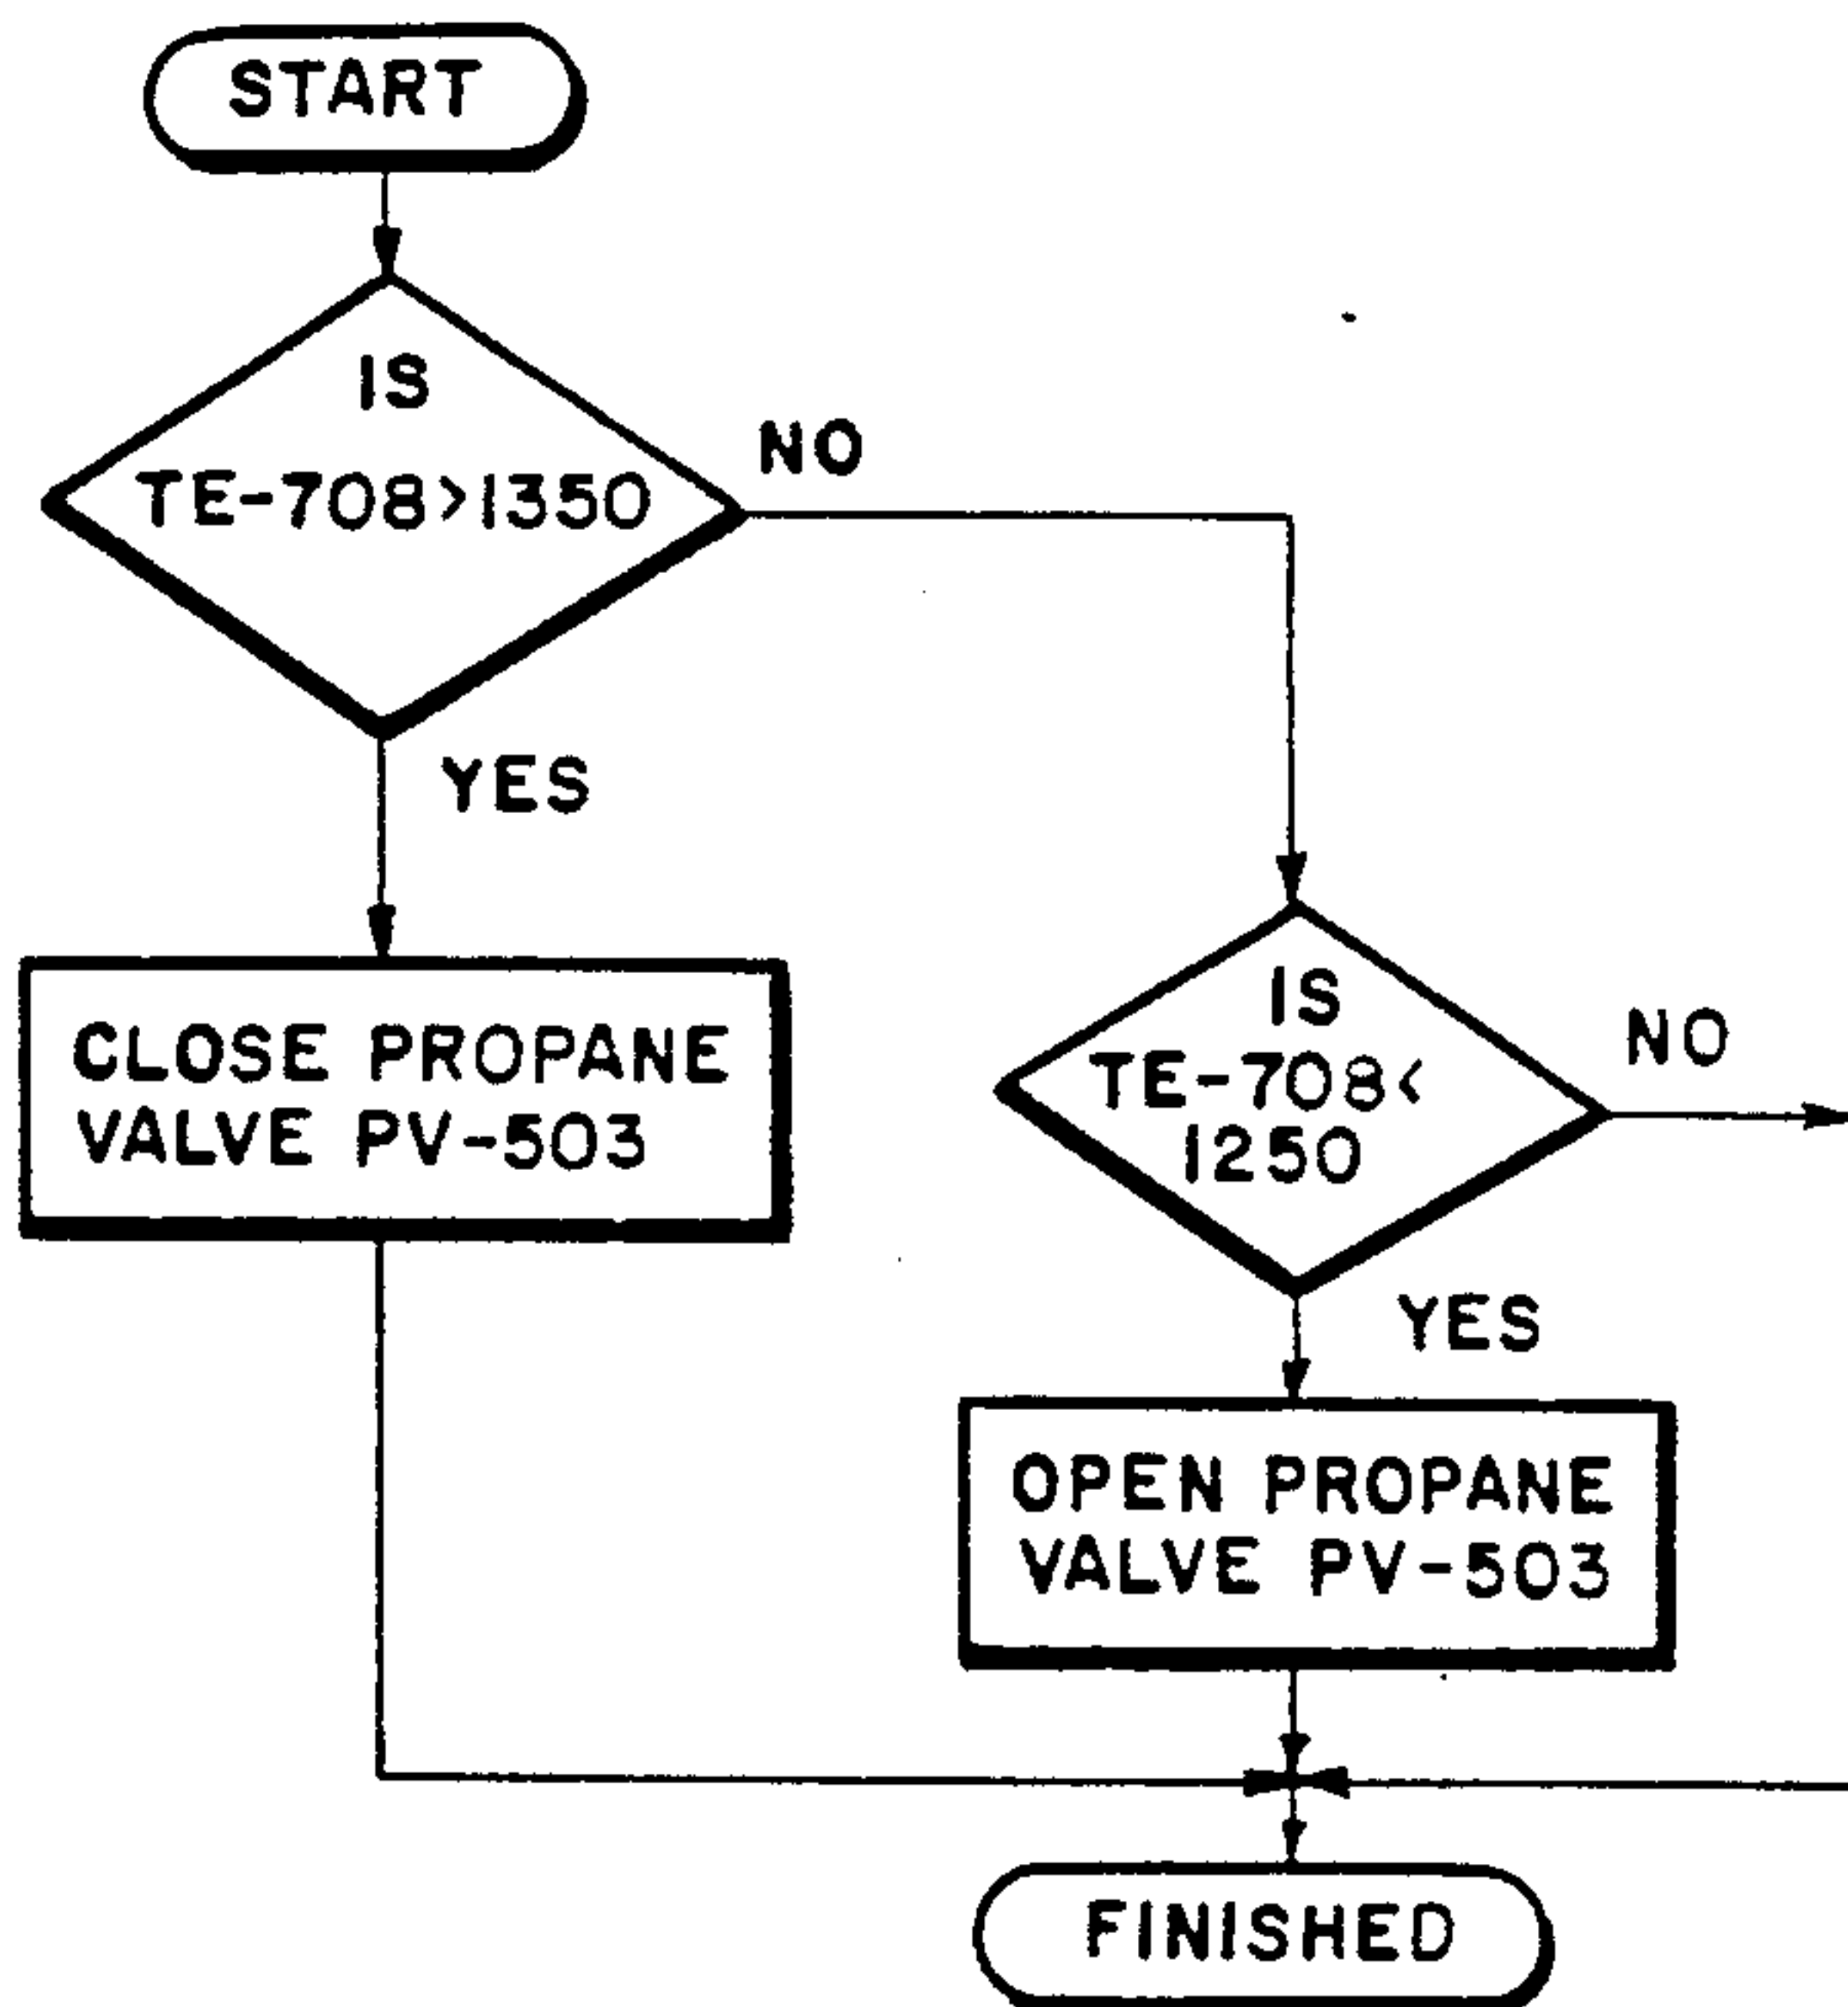 START
IS
TE-708>1350
NO
YES
CLOSE PROPANE
VALVE PV-503
IS
TE-708<
1250
NO
YES
OPEN PROPANE
VALVE PV-503
FINISHED